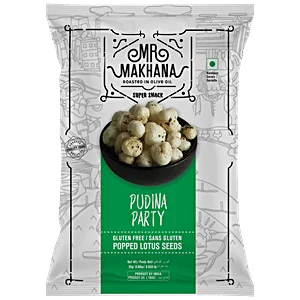 MR
MAKHANA
ROASTED IN OLIVE OIL
SUPER SNACK
PUDINA
PARTY
GLUTEN FREE / SANS GLUTEN
POPPED LOTUS SEEDS
PRODUCT BY INDIA